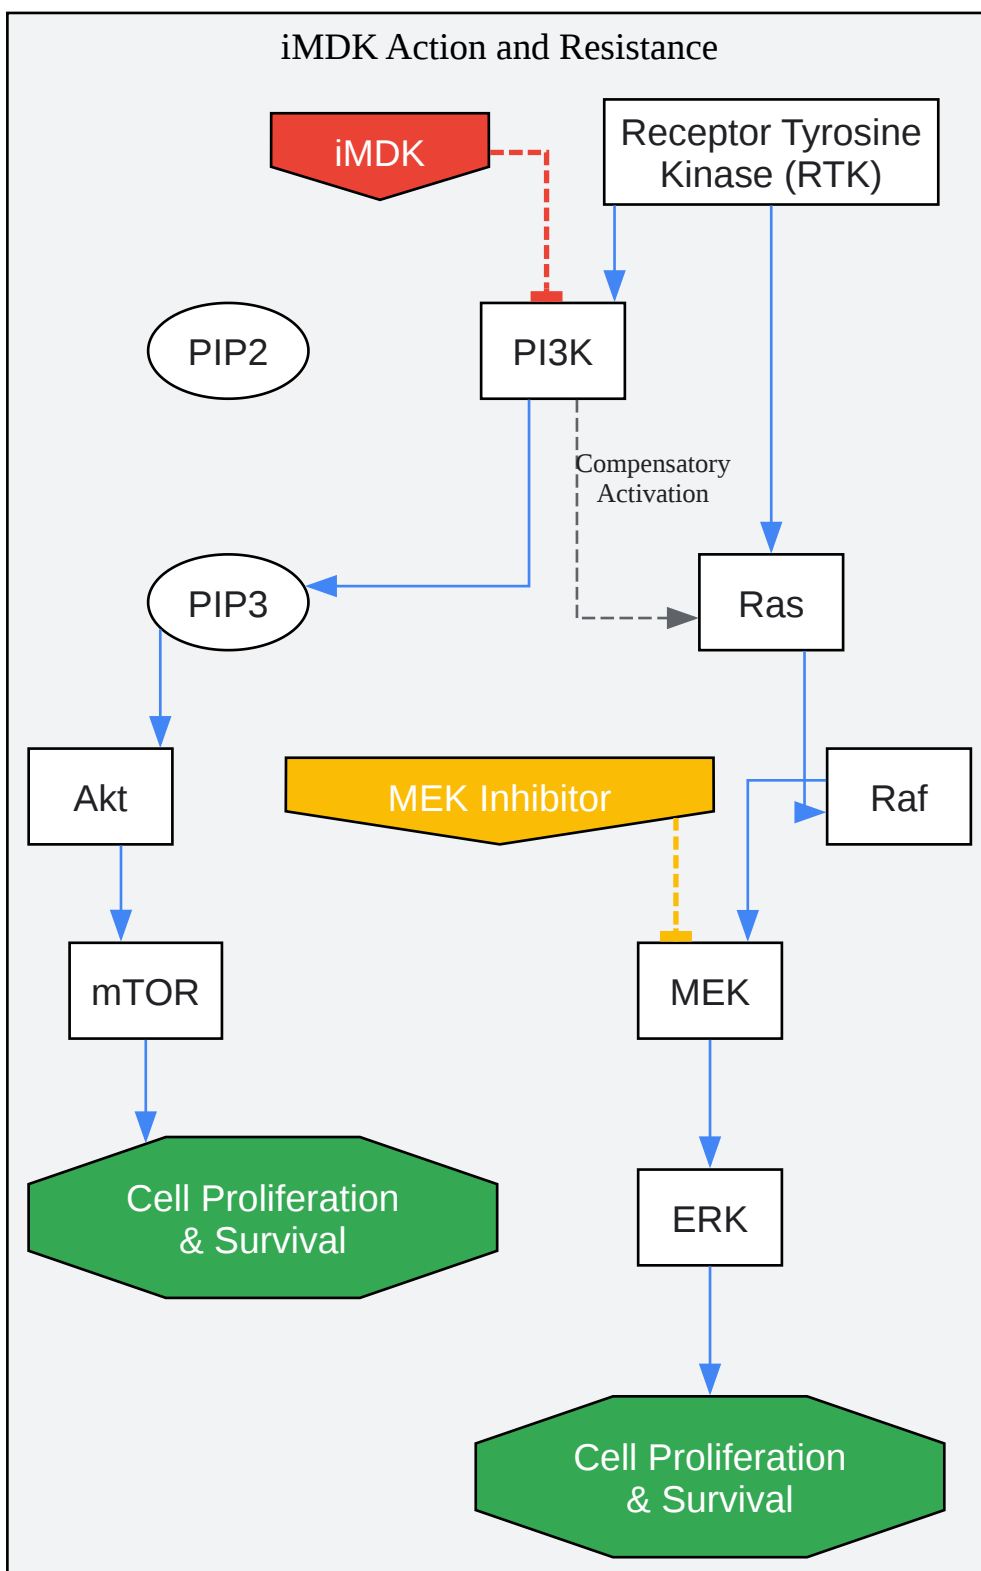 iMDK Action and Resistance
iMDK
Receptor Tyrosine
Kinase (RTK)
PIP2
PI3K
Compensatory
Activation
PIP3
Ras
Akt
MEK Inhibitor
Raf
mTOR
MEK
Cell Proliferation
& Survival
ERK
Cell Proliferation
& Survival